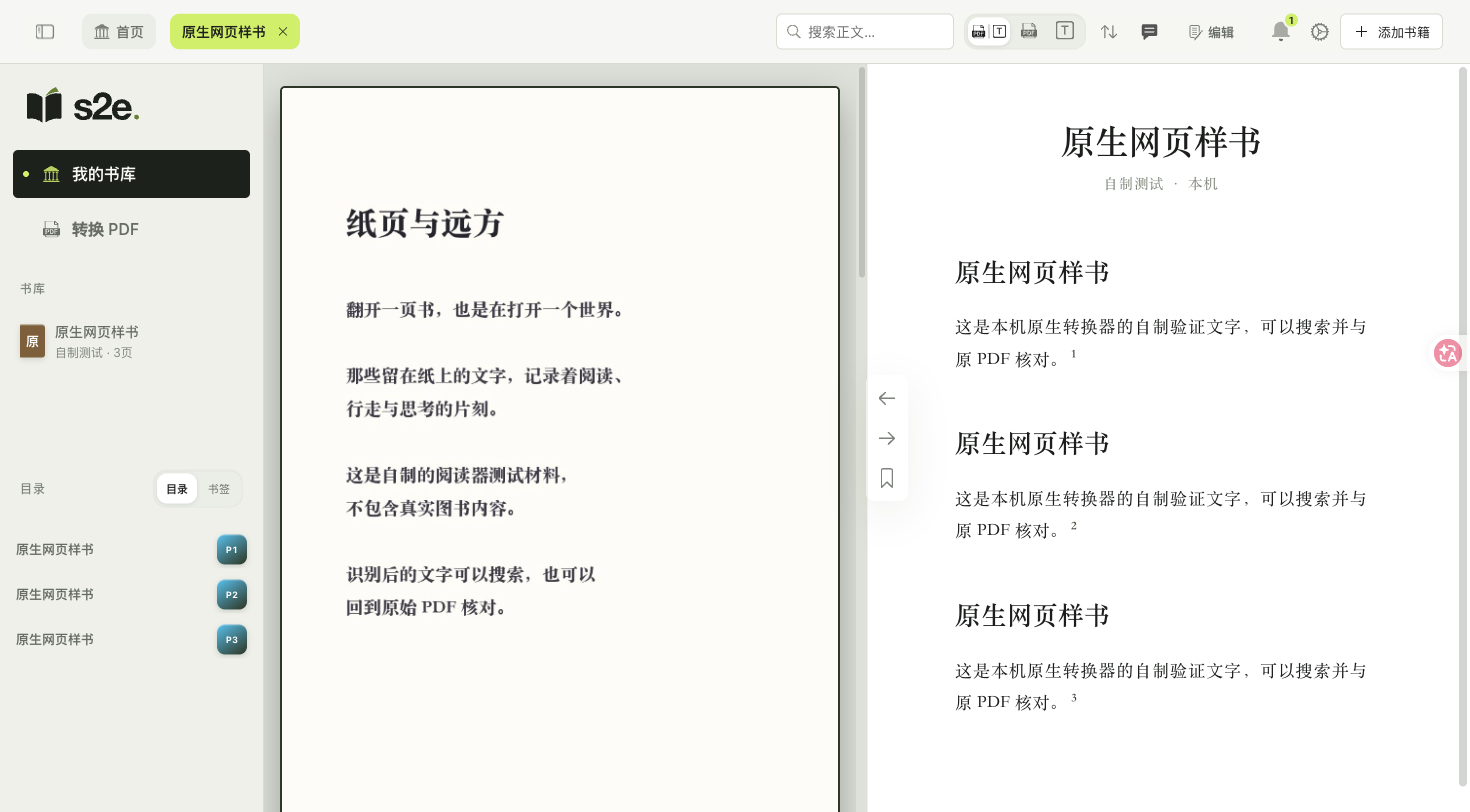 首页
原生网页样书
搜索正文...
PDF T
PDF
T
编辑
1
添加书籍
s2e.
我的书库
PDF
转换 PDF
书库
原
原生网页样书
自制测试 · 3页
目录
目录
书签
原生网页样书
P1
原生网页样书
P2
原生网页样书
P3
纸页与远方
翻开一页书，也是在打开一个世界。
那些留在纸上的文字，记录着阅读、
行走与思考的片刻。
这是自制的阅读器测试材料，
不包含真实图书内容。
识别后的文字可以搜索，也可以
回到原始 PDF 核对。
原生网页样书
自制测试 · 本机
原生网页样书
这是本机原生转换器的自制验证文字，可以搜索并与
原 PDF 核对。 1
原生网页样书
这是本机原生转换器的自制验证文字，可以搜索并与
原 PDF 核对。 2
原生网页样书
这是本机原生转换器的自制验证文字，可以搜索并与
原 PDF 核对。 3
A